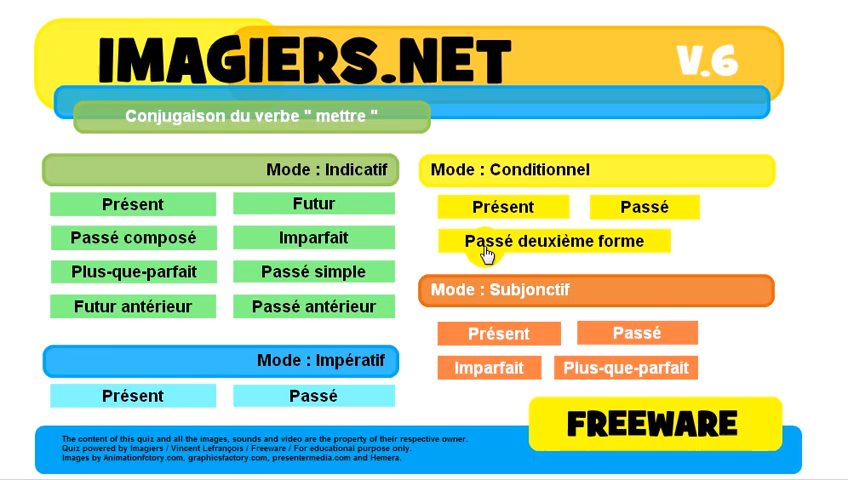 IMAGIERS.NET
V.6
Conjugaison du verbe " mettre "
Mode : Indicatif
Présent
Futur
Passé composé
Imparfait
Plus-que-parfait
Passé simple
Futur antérieur
Passé antérieur
Mode : Impératif
Présent
Passé
Mode : Conditionnel
Présent
Passé
Passé deuxième forme
Mode : Subjonctif
Présent
Passé
Imparfait
Plus-que-parfait
FREEWARE
The content of this quiz and all the images, sounds and video are the property of their respective owner.
Quiz powered by Imagiers / Vincent Lefrançois / Freeware / For educational purpose only.
Images by Animationfctory.com, graphicsfactory.com, presentermedia.com and Hemera.